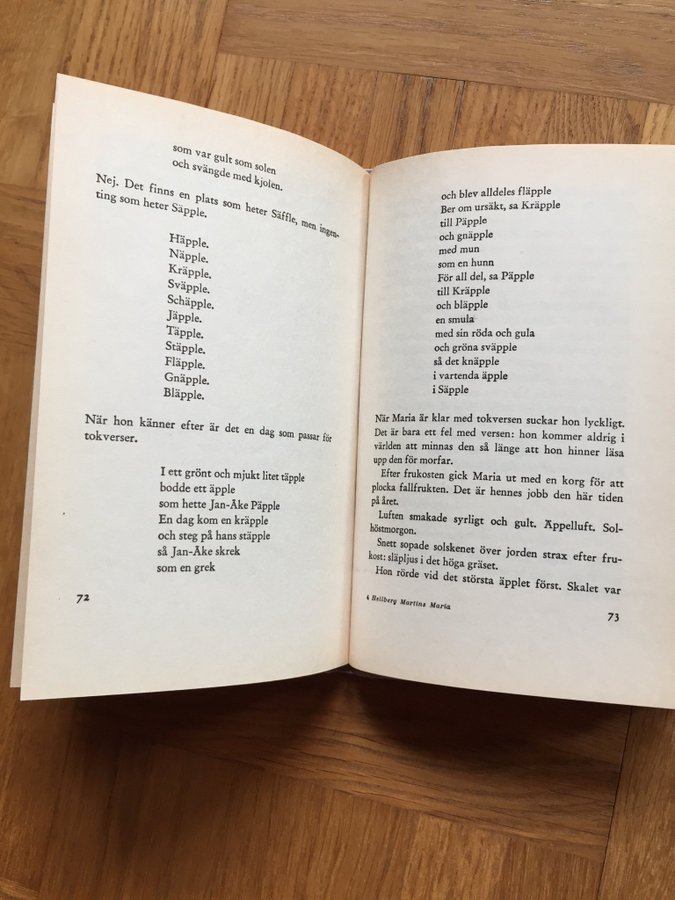 som var gult som solen
och svängde med kjolen.
Nej. Det finns en plats som heter Säffle, men ingen-
ting som heter Säpple.
Häpple.
Näpple.
Kräpple.
Sväpple.
Schäpple.
Jäpple.
Täpple.
Stäpple.
Fläpple.
Gnäpple.
Bläpple.
När hon känner efter är det en dag som passar för
tokverser.
I ett grönt och mjukt litet täpple
bodde ett äpple
som hette Jan-Åke Päpple
En dag kom en kräpple
och steg på hans stäpple
så Jan-Åke skrek
som en grek
72
och blev alldeles fläpple
Ber om ursäkt, sa Kräpple
till Päpple
och gnäpple
med mun
som en hunn
För all del, sa Päpple
till Kräpple
och bläpple
en smula
med sin röda och gula
och gröna sväpple
så det knäpple
i vartenda äpple
i Säpple
När Maria är klar med tokversen suckar hon lyckligt.
Det är bara ett fel med versen: hon kommer aldrig i
världen att minnas den så länge att hon hinner läsa
upp den för morfar.
Efter frukosten gick Maria ut med en korg för att
plocka fallfrukten. Det är hennes jobb den här tiden
på året.
Luften smakade syrligt och gult. Äppelluft. Sol-
höstmorgon.
Snett sopade solskenet över jorden strax efter fru-
kost: släpljus i det höga gräset.
Hon rörde vid det största äpplet först. Skalet var
4 Hellberg Martins Maria
73